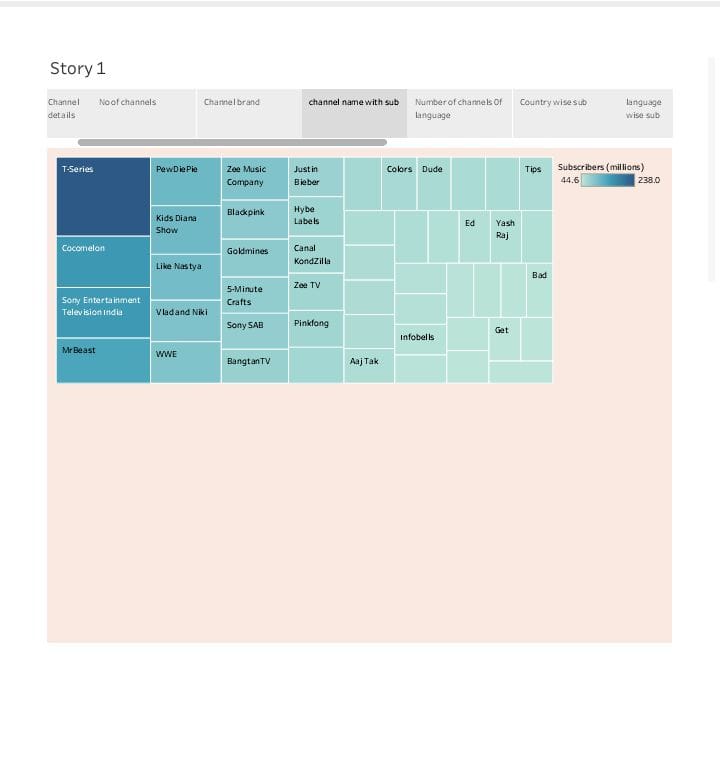 Story 1
Channel
details
No of channels
Channel brand
channel name with sub
Number of channels Of
language
Country wise sub
language
wise sub
T-Series
Cocomelon
Sony Entertainment
Television India
MrBeast
PewDiePie
Kids Diana
Show
Like Nastya
Vlad and Niki
WWE
Zee Music
Company
Blackpink
Goldmines
5-Minute
Crafts
Sony SAB
BangtanTV
Justin
Bieber
Hybe
Labels
Canal
KondZilla
Zee TV
Pinkfong
Aaj Tak
Colors
Dude
Tips
Ed
Yash
Raj
Bad
Infobells
Get
Subscribers (millions)
44.6
238.0